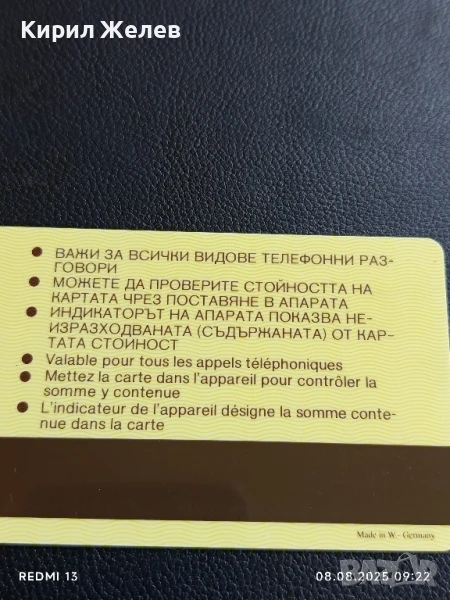 Кирил Желев
• ВАЖИ ЗА ВСИЧКИ ВИДОВЕ ТЕЛЕФОННИ РАЗ-
ГОВОРИ
• МОЖЕТЕ ДА ПРОВЕРИТЕ СТОЙНОСТТА НА
КАРТАТА ЧРЕЗ ПОСТАВЯНЕ В АПАРАТА
• ИНДИКАТОРЪТ НА АПАРАТА ПОКАЗВА НЕ-
ИЗРАЗХОДВАНАТА (СЪДЪРЖАНАТА) ОТ КАР-
ТАТА СТОЙНОСТ
• Valable pour tous les appels téléphoniques
• Mettez la carte dans l'appareil pour contrôler la
somme y contenue
• L'indicateur de l'appareil désigne la somme conte-
nue dans la carte
Made in W.-Germany
REDMI 13
08.08.2025 09:22
BAZAR